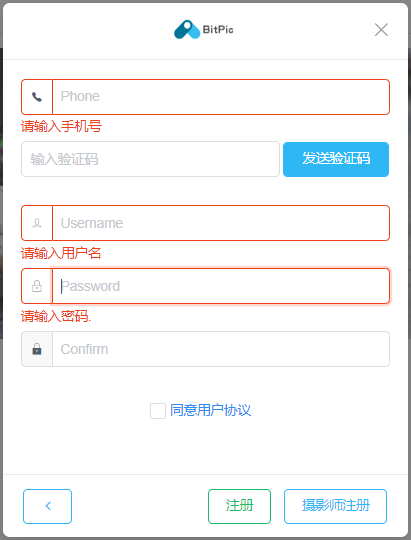 BitPic
Phone
请输入手机号
输入验证码 发送验证码
Username
请输入用户名
Password
请输入密码.
Confirm
同意用户协议
注册 摄影师注册